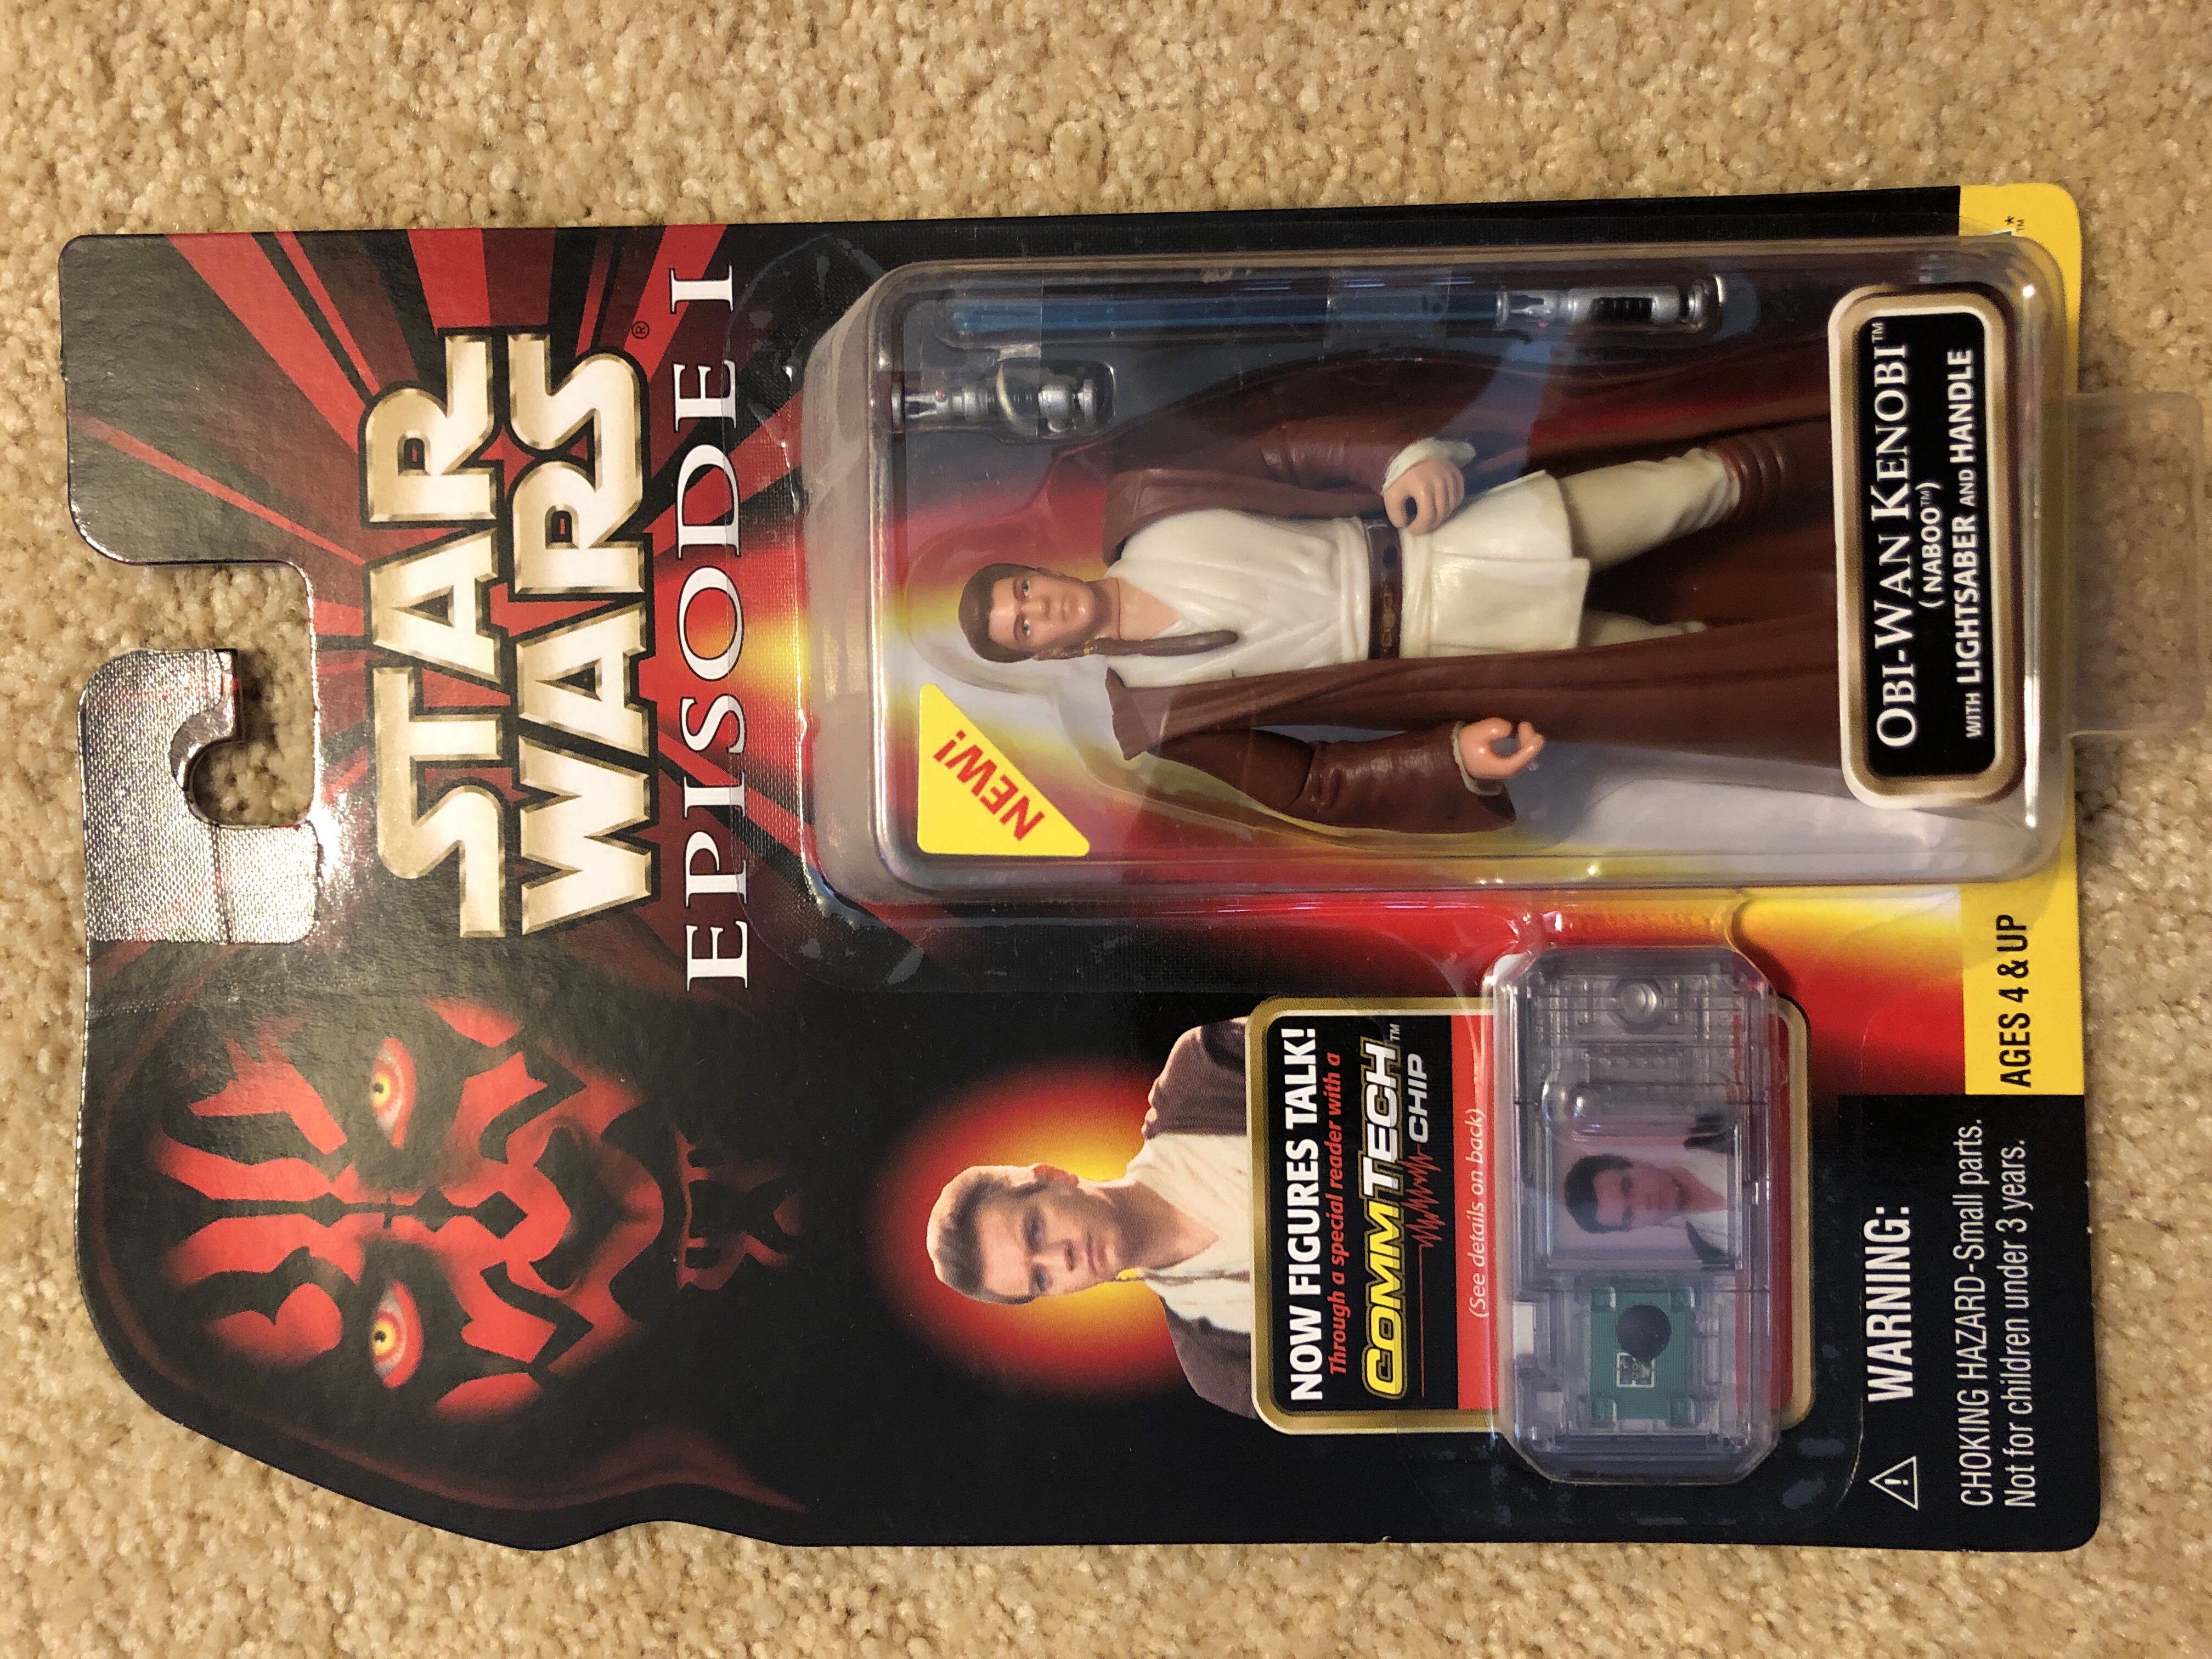 STAR
WARS®
EPISODE I
NEW!
NOW FIGURES TALK!
Through a special reader with a
COMMTECH™
CHIP
(See details on back)
OBI-WAN KENOBI™
(NABOO™)
WITH LIGHTSABER AND HANDLE
⚠ WARNING:
CHOKING HAZARD-Small parts.
Not for children under 3 years.
AGES 4 & UP
™*